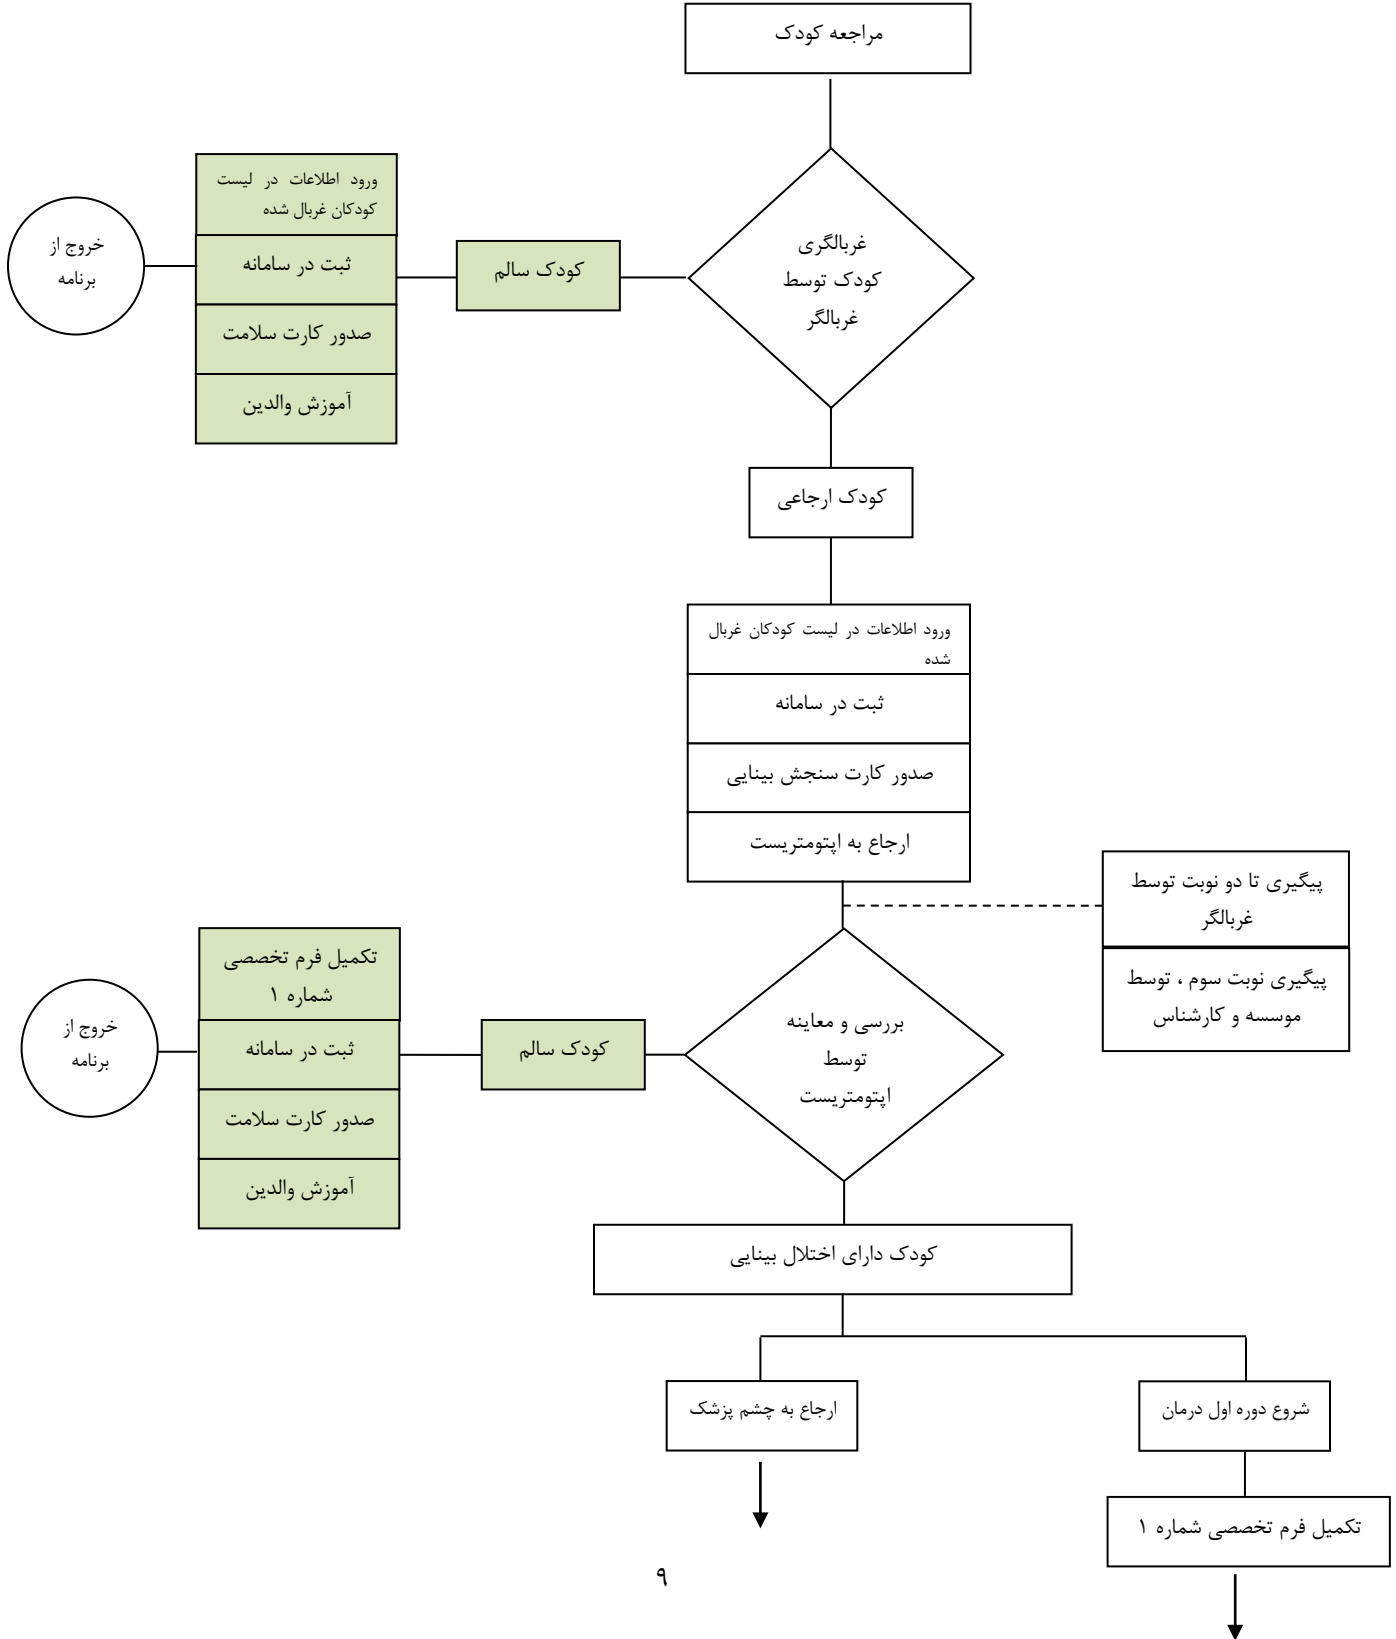 مراجعه کودک
غربالگری
کودک توسط
غربالگر
کودک سالم
ورود اطلاعات در لیست
کودکان غربال شده
ثبت در سامانه
صدور کارت سلامت
آموزش والدین
خروج از
برنامه
کودک ارجاعی
ورود اطلاعات در لیست کودکان غربال
شده
ثبت در سامانه
صدور کارت سنجش بینایی
ارجاع به اپتومتریست
پیگیری تا دو نوبت توسط
غربالگر
پیگیری نوبت سوم ، توسط
موسسه و کارشناس
بررسی و معاینه
توسط
اپتومتریست
کودک سالم
تکمیل فرم تخصصی
شماره ۱
ثبت در سامانه
صدور کارت سلامت
آموزش والدین
خروج از
برنامه
کودک دارای اختلال بینایی
شروع دوره اول درمان
ارجاع به چشم پزشک
تکمیل فرم تخصصی شماره ۱
۹